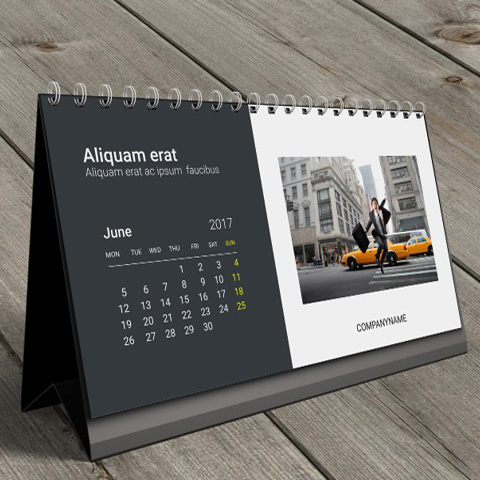 Aliquam erat
Aliquam erat ac ipsum faucibus
June 2017
MON TUE WED THU FRI SAT SUN
1 2 3 4
5 6 7 8 9 10 11
12 13 14 15 16 17 18
19 20 21 22 23 24 25
26 27 28 29 30
COMPANYNAME